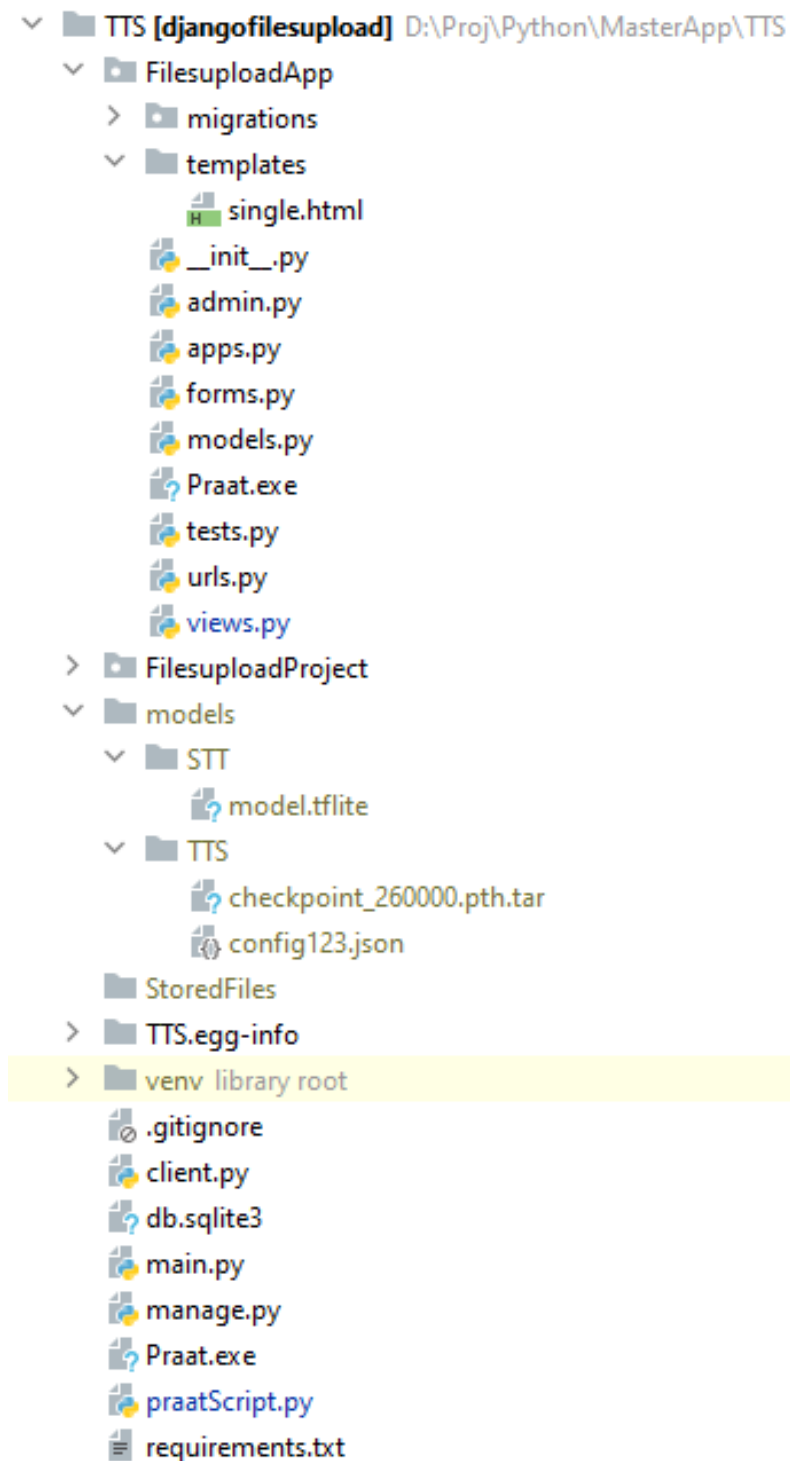 TTS [djangofilesupload] D:\Proj\Python\MasterApp\TTS
FilesuploadApp
migrations
templates
single.html
__init__.py
admin.py
apps.py
forms.py
models.py
Praat.exe
tests.py
urls.py
views.py
FilesuploadProject
models
STT
model.tflite
TTS
checkpoint_260000.pth.tar
config123.json
StoredFiles
TTS.egg-info
venv library root
.gitignore
client.py
db.sqlite3
main.py
manage.py
Praat.exe
praatScript.py
requirements.txt